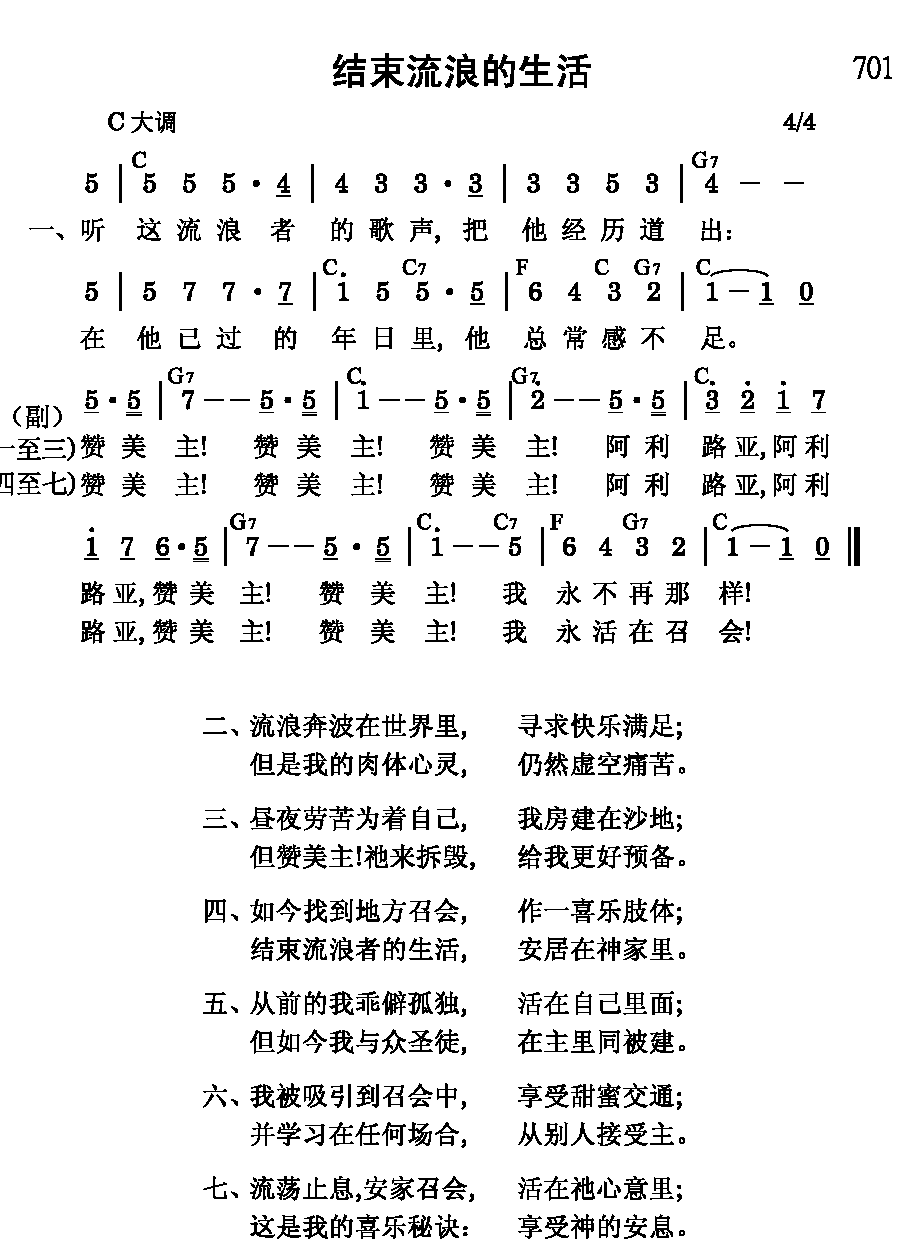 结束流浪的生活 701
C 大调 4/4
C G7
5 | 5 5 5 · 4 | 4 3 3 · 3 | 3 3 5 3 | 4 － －
一、听 这 流 浪 者 的 歌 声, 把 他 经 历 道 出:
C C7 F C G7 C
5 | 5 7 7 · 7 | 1 5 5 · 5 | 6 4 3 2 | 1 － 1 0
在 他 已 过 的 年 日 里, 他 总 常 感 不 足。
G7 C G7 C
5 · 5 | 7 － － 5 · 5 | 1 － － 5 · 5 | 2 － － 5 · 5 | 3 2 1 7
(副)
一至三)赞 美 主! 赞 美 主! 赞 美 主! 阿 利 路 亚,阿 利
四至七)赞 美 主! 赞 美 主! 赞 美 主! 阿 利 路 亚,阿 利
G7 C C7 F G7 C
1 7 6 · 5 | 7 － － 5 · 5 | 1 － － 5 | 6 4 3 2 | 1 － 1 0 ‖
路 亚,赞 美 主! 赞 美 主! 我 永 不 再 那 样!
路 亚,赞 美 主! 赞 美 主! 我 永 活 在 召 会!
二、流浪奔波在世界里, 寻求快乐满足;
但是我的肉体心灵, 仍然虚空痛苦。
三、昼夜劳苦为着自己, 我房建在沙地;
但赞美主!祂来拆毁, 给我更好预备。
四、如今找到地方召会, 作一喜乐肢体;
结束流浪者的生活, 安居在神家里。
五、从前的我乖僻孤独, 活在自己里面;
但如今我与众圣徒, 在主里同被建。
六、我被吸引到召会中, 享受甜蜜交通;
并学习在任何场合, 从别人接受主。
七、流荡止息,安家召会, 活在祂心意里;
这是我的喜乐秘诀: 享受神的安息。